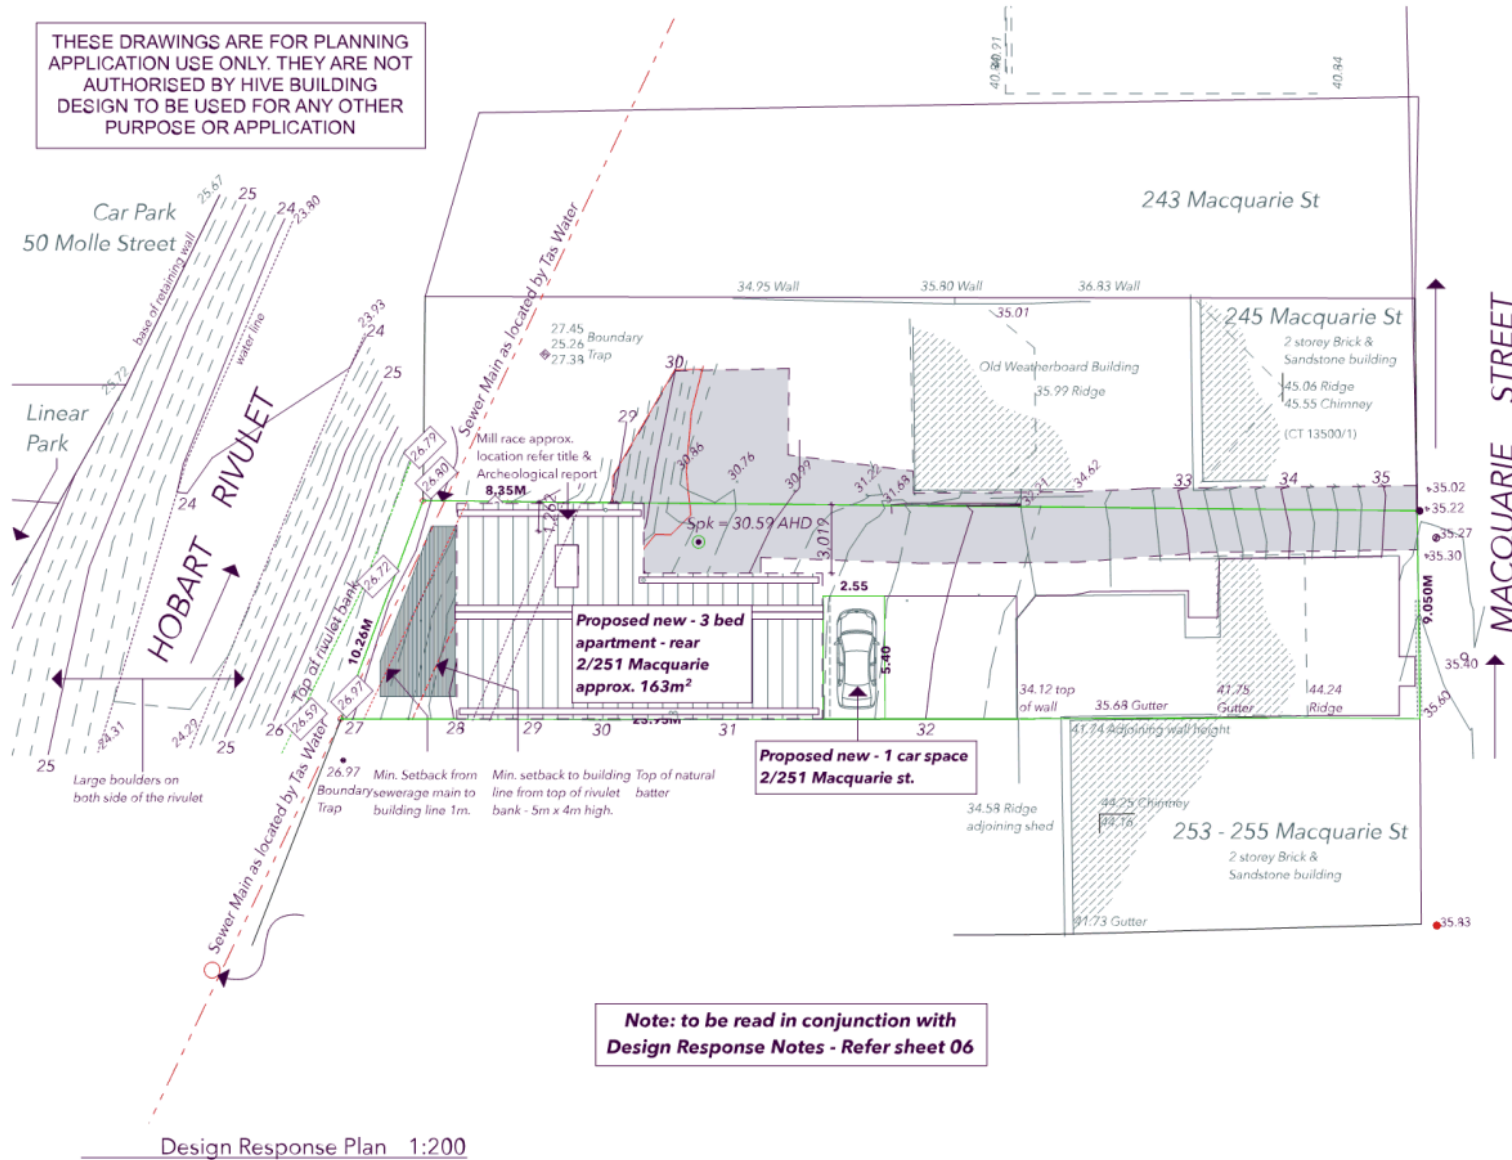 THESE DRAWINGS ARE FOR PLANNING
APPLICATION USE ONLY. THEY ARE NOT
AUTHORISED BY HIVE BUILDING
DESIGN TO BE USED FOR ANY OTHER
PURPOSE OR APPLICATION
40.91
40.84
243 Macquarie St
Car Park
50 Molle Street
25.67
25
24
23.80
base of retaining wall
water line
25.72
23.93
24
25
Linear
Park
24
HOBART RIVULET
Sewer Main as located by Tas Water
27.45
25.26
27.38
Boundary
Trap
34.95 Wall
35.80 Wall
36.83 Wall
35.01
245 Macquarie St
2 storey Brick &
Sandstone building
45.06 Ridge
45.55 Chimney
(CT 13500/1)
Old Weatherboard Building
35.99 Ridge
MACQUARIE STREET
30
29
26.79
26.80
Mill race approx.
location refer title &
Archeological report
8.35M
1.262
30.86
30.76
30.99
31.22
31.68
32.21
34.62
33
34
35
35.02
35.22
35.27
35.30
Spk = 30.59 AHD
3.019
26.72
Top of rivulet bank
10.26M
26.97
26.59
2.55
5.40
9.050M
Proposed new - 3 bed
apartment - rear
2/251 Macquarie
approx. 163m²
23.95M
34.12 top
of wall
35.68 Gutter
41.75
Gutter
44.24
Ridge
35.40
35.60
24.31
24.22
25
25
26
27
28
29
30
31
32
41.74 Adjoining wall height
Large boulders on
both side of the rivulet
26.97
Boundary
Trap
Min. Setback from
sewerage main to
building line 1m.
Min. setback to building
line from top of rivulet
bank - 5m x 4m high.
Top of natural
batter
Proposed new - 1 car space
2/251 Macquarie st.
34.58 Ridge
adjoining shed
44.25 Chimney
44.16
253 - 255 Macquarie St
2 storey Brick &
Sandstone building
41.73 Gutter
35.83
Sewer Main as located by Tas Water
Note: to be read in conjunction with
Design Response Notes - Refer sheet 06
Design Response Plan 1:200